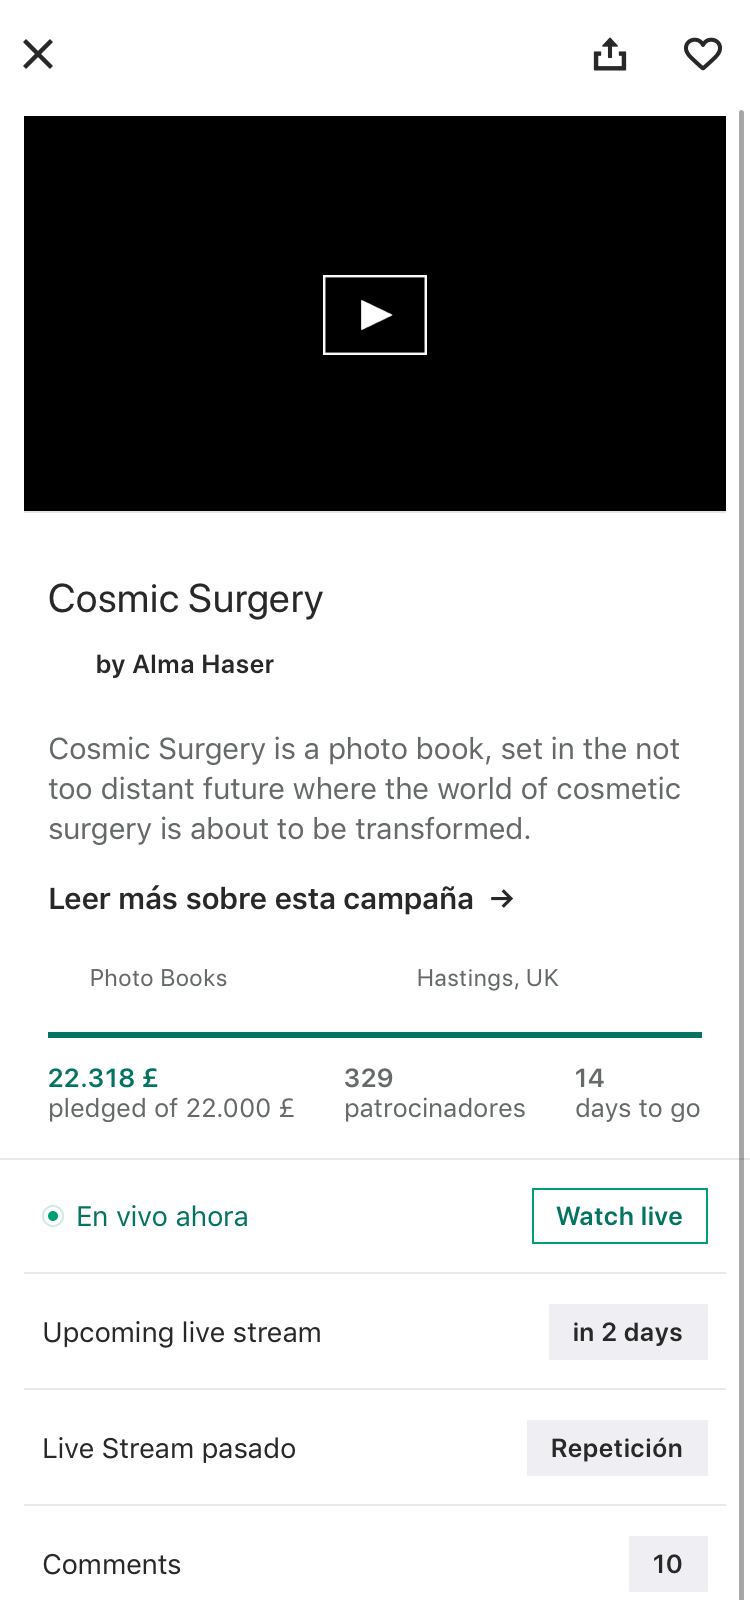 Cosmic Surgery
by Alma Haser
Cosmic Surgery is a photo book, set in the not
too distant future where the world of cosmetic
surgery is about to be transformed.
Leer más sobre esta campaña →
Photo Books
Hastings, UK
22.318 £
pledged of 22.000 £
329
patrocinadores
14
days to go
En vivo ahora
Watch live
Upcoming live stream
in 2 days
Live Stream pasado
Repetición
Comments
10